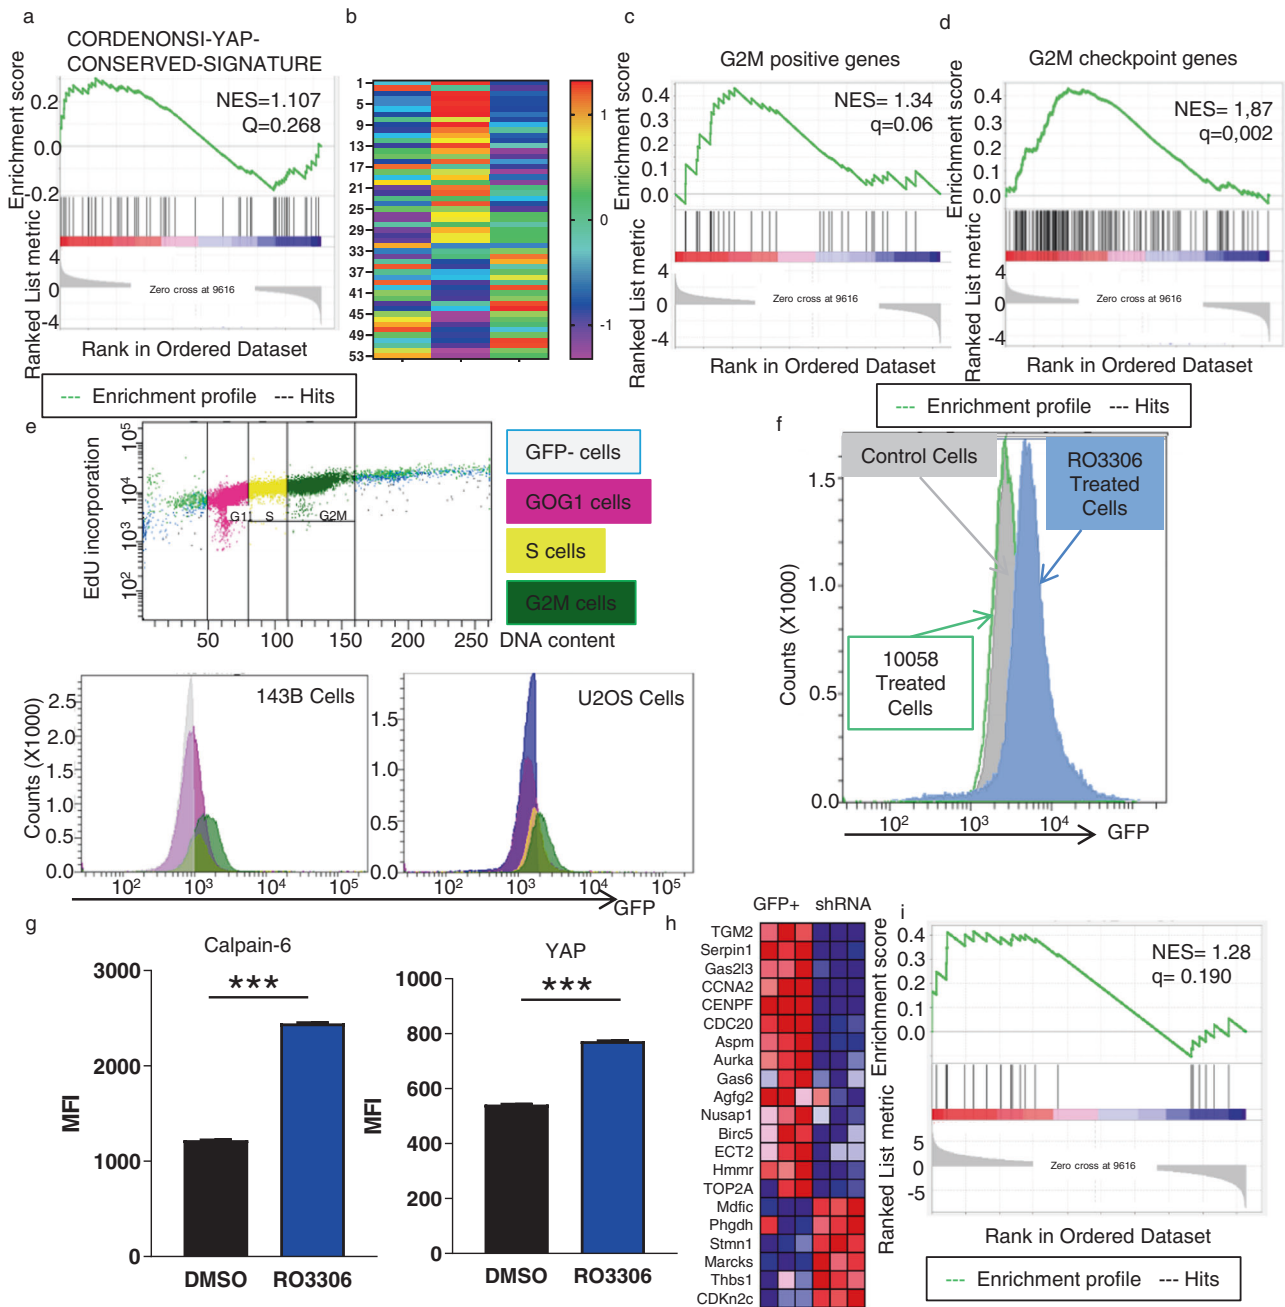 a
CORDENONSI-YAP-
CONSERVED-SIGNATURE
NES=1.107
Q=0.268
Enrichment score
0.2
0.0
-0.2
Ranked List metric
4
0
-4
Zero cross at 9616
Rank in Ordered Dataset
b
1
5
9
13
17
21
25
29
33
37
41
45
49
53
1
0
-1
c
G2M positive genes
NES= 1.34
q=0.06
Enrichment score
0.4
0.3
0.2
0.1
0.0
Ranked List metric
4
0
-4
Zero cross at 9616
Rank in Ordered Dataset
d
G2M checkpoint genes
NES= 1,87
q=0,002
Enrichment score
0.4
0.3
0.2
0.1
0.0
Ranked List metric
4
0
-4
Zero cross at 9616
Rank in Ordered Dataset
--- Enrichment profile --- Hits
--- Enrichment profile --- Hits
e
EdU incorporation
10⁵
10⁴
10³
10²
G1 S G2M
50 100 150 200 250 DNA content
GFP- cells
GOG1 cells
S cells
G2M cells
143B Cells
Counts (X1000)
2.5
2.0
1.5
1.0
0.5
0.0
10² 10³ 10⁴ 10⁵
U2OS Cells
1.5
1.0
0.5
0.0
10² 10³ 10⁴ 10⁵
GFP
f
Control Cells
RO3306
Treated
Cells
10058
Treated
Cells
Counts (X1000)
1.5
1.0
0.5
0.0
10² 10³ 10⁴
GFP
g
Calpain-6
***
MFI
3000
2000
1000
0
DMSO RO3306
YAP
***
MFI
1000
800
600
400
200
0
DMSO RO3306
h
GFP+ shRNA
TGM2
Serpin1
Gas2l3
CCNA2
CENPF
CDC20
Aspm
Aurka
Gas6
Agfg2
Nusap1
Birc5
ECT2
Hmmr
TOP2A
Mdfic
Phgdh
Stmn1
Marcks
Thbs1
CDKn2c
i
NES= 1.28
q= 0.190
Enrichment score
0.4
0.3
0.2
0.1
0.0
Ranked List metric
5
0
-5
Zero cross at 9616
Rank in Ordered Dataset
--- Enrichment profile --- Hits